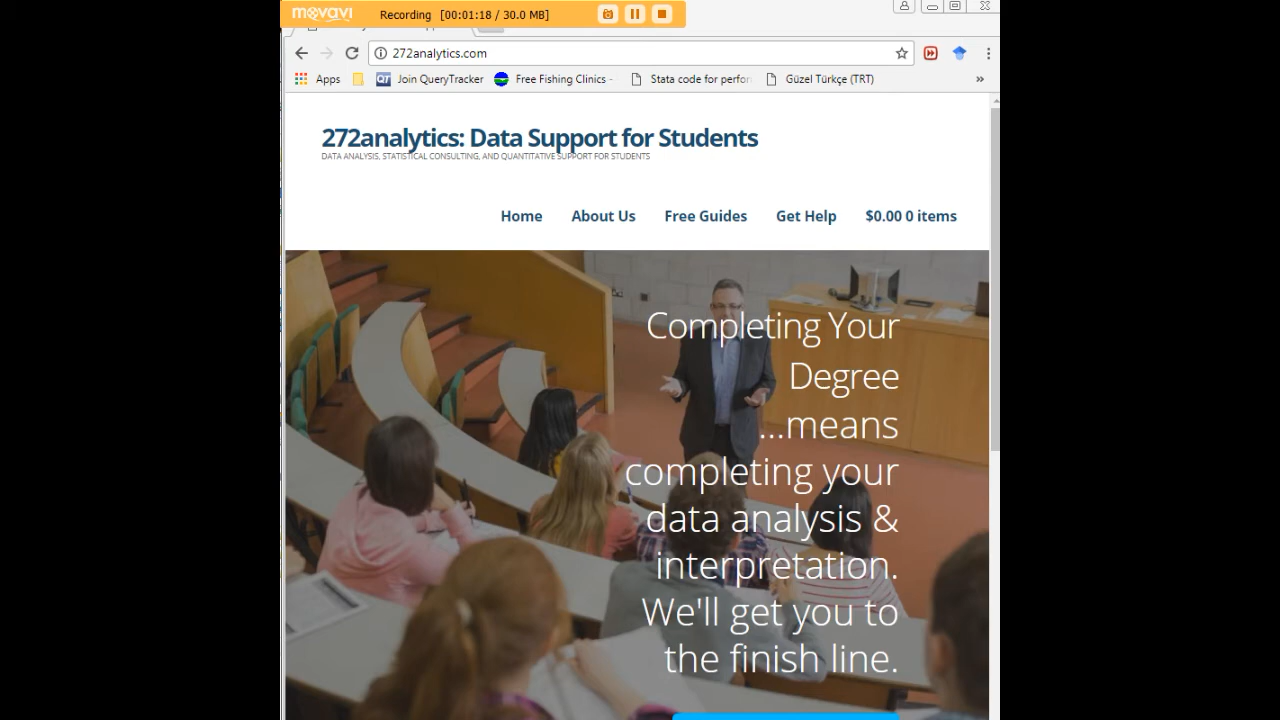 movavi Recording [00:01:18 / 30.0 MB]
272analytics.com
Apps QT Join QueryTracker Free Fishing Clinics - Stata code for perfor Güzel Türkçe (TRT) »
272analytics: Data Support for Students
DATA ANALYSIS, STATISTICAL CONSULTING, AND QUANTITATIVE SUPPORT FOR STUDENTS
Home About Us Free Guides Get Help $0.00 0 items
Completing Your
Degree
...means
completing your
data analysis &
interpretation.
We'll get you to
the finish line.